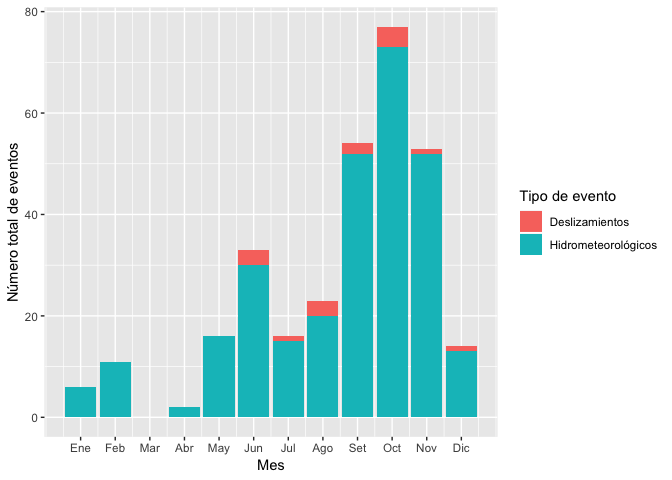 Número total de eventos
80
60
40
20
0
Ene Feb Mar Abr May Jun Jul Ago Set Oct Nov Dic
Mes
Tipo de evento
Deslizamientos
Hidrometeorológicos